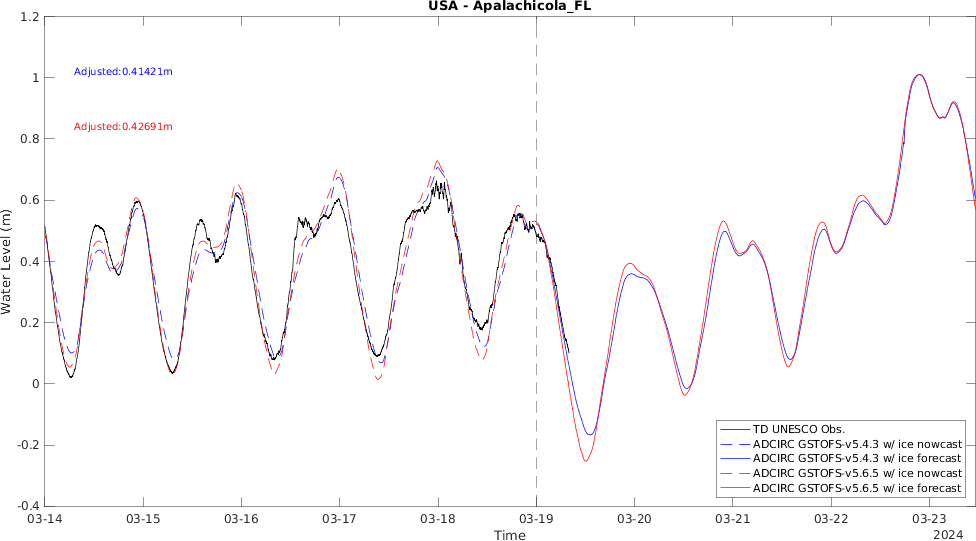 USA - Apalachicola_FL
1.2
1
0.8
0.6
0.4
0.2
0
-0.2
-0.4
Water Level (m)
Adjusted:0.41421m
Adjusted:0.42691m
TD UNESCO Obs.
ADCIRC GSTOFS-v5.4.3 w/ ice nowcast
ADCIRC GSTOFS-v5.4.3 w/ ice forecast
ADCIRC GSTOFS-v5.6.5 w/ ice nowcast
ADCIRC GSTOFS-v5.6.5 w/ ice forecast
03-14 03-15 03-16 03-17 03-18 03-19 03-20 03-21 03-22 03-23
Time
2024